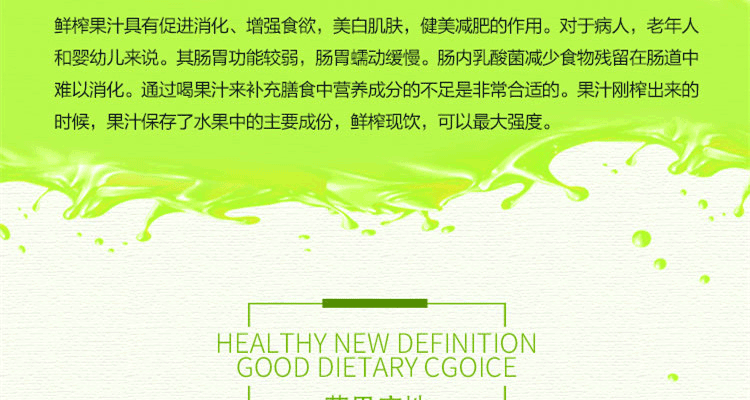 鲜榨果汁具有促进消化、增强食欲，美白肌肤，健美减肥的作用。对于病人，老年人
和婴幼儿来说。其肠胃功能较弱，肠胃蠕动缓慢。肠内乳酸菌减少食物残留在肠道中
难以消化。通过喝果汁来补充膳食中营养成分的不足是非常合适的。果汁刚榨出来的
时候，果汁保存了水果中的主要成份，鲜榨现饮，可以最大强度。
HEALTHY NEW DEFINITION
GOOD DIETARY CGOICE